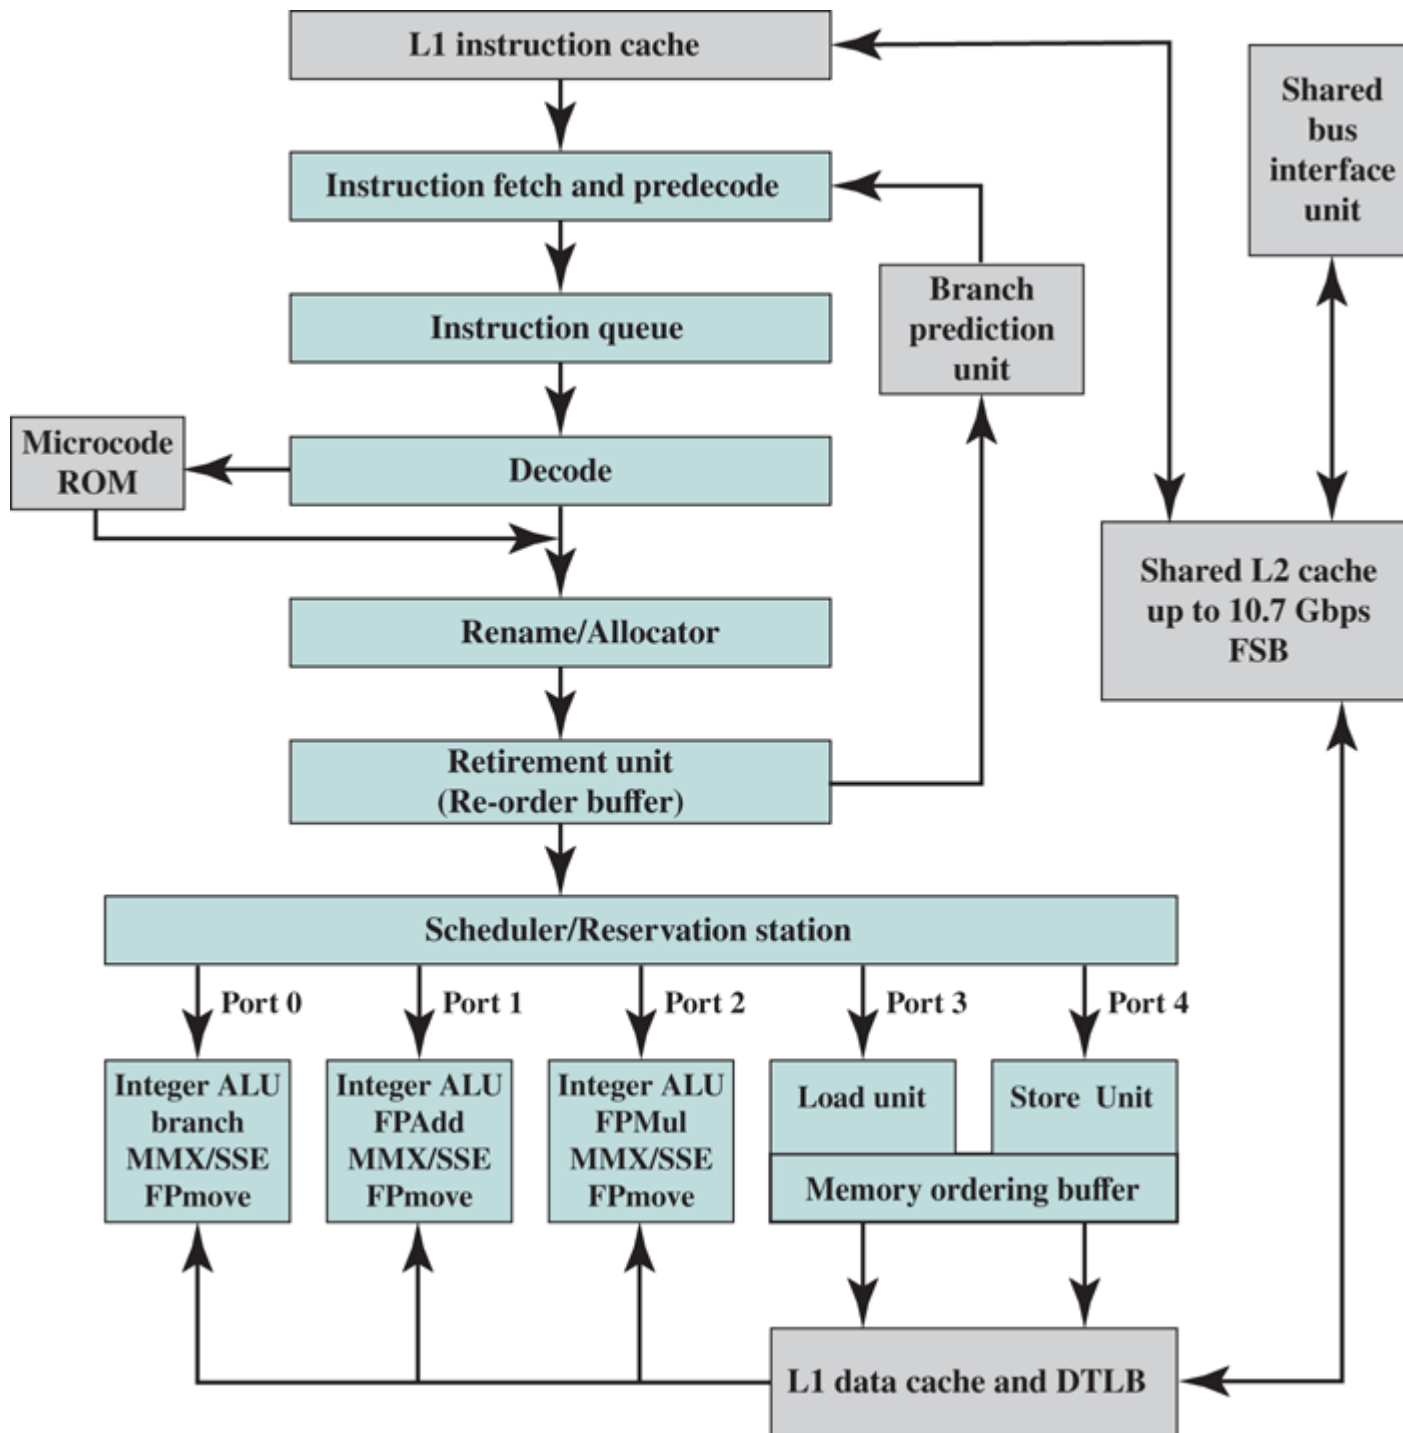 L1 instruction cache
Shared
bus
interface
unit
Instruction fetch and predecode
Branch
prediction
unit
Instruction queue
Microcode
ROM
Decode
Shared L2 cache
up to 10.7 Gbps
FSB
Rename/Allocator
Retirement unit
(Re-order buffer)
Scheduler/Reservation station
Port 0
Port 1
Port 2
Port 3
Port 4
Integer ALU
branch
MMX/SSE
FPmove
Integer ALU
FPAdd
MMX/SSE
FPmove
Integer ALU
FPMul
MMX/SSE
FPmove
Load unit
Store Unit
Memory ordering buffer
L1 data cache and DTLB